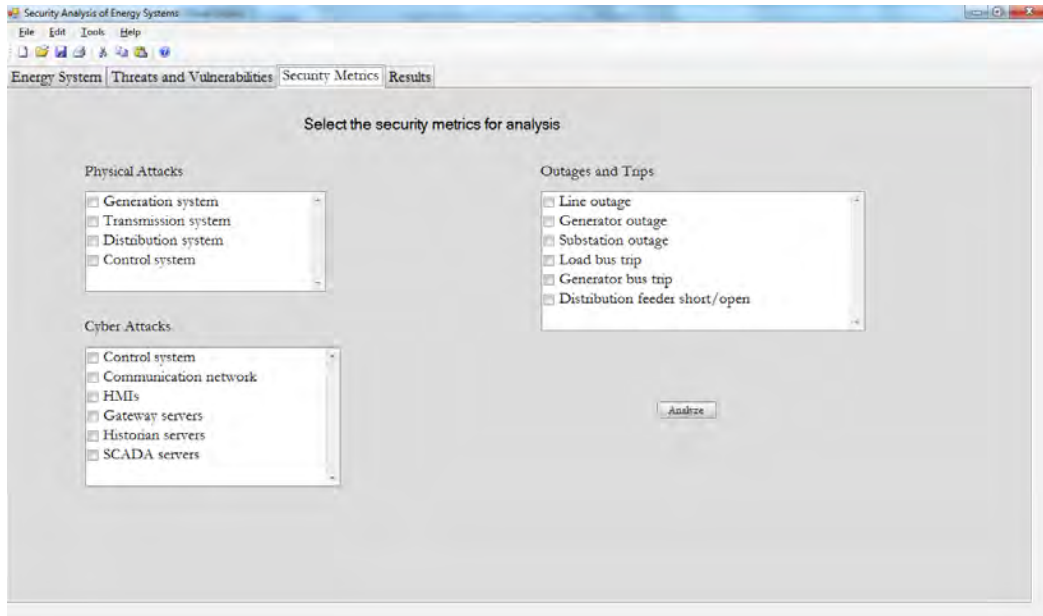 Security Analysis of Energy Systems
File Edit Tools Help
Energy System Threats and Vulnerabilities Security Metrics Results
Select the security metrics for analysis
Physical Attacks
Generation system
Transmission system
Distribution system
Control system
Cyber Attacks
Control system
Communication network
HMIs
Gateway servers
Historian servers
SCADA servers
Outages and Trips
Line outage
Generator outage
Substation outage
Load bus trip
Generator bus trip
Distribution feeder short/open
Analyze